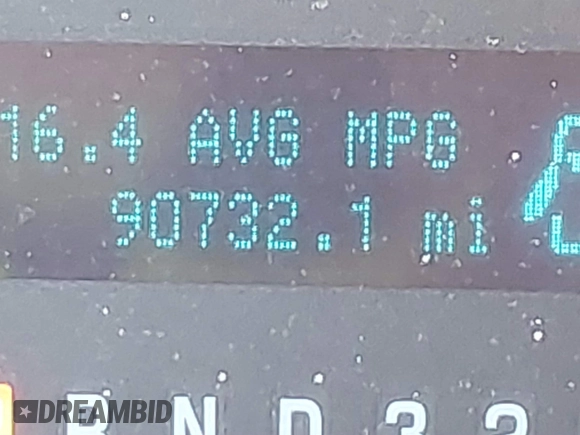 16.4 AVG MPG
90732.1 mi
R N D 3 2
DREAMBID